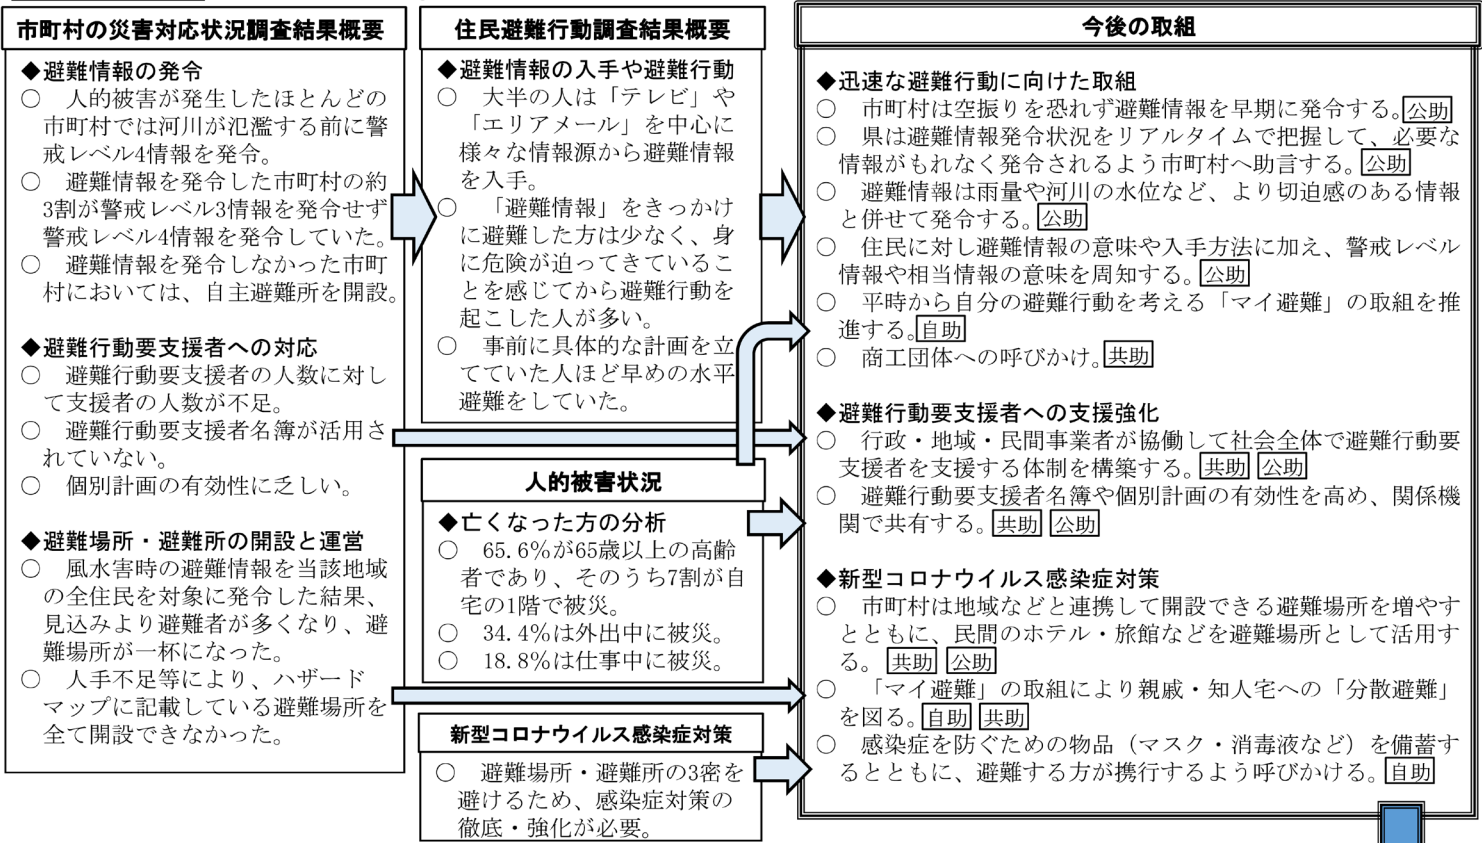 市町村の災害対応状況調査結果概要
◆避難情報の発令
○　人的被害が発生したほとんどの
市町村では河川が氾濫する前に警
戒レベル4情報を発令。
○　避難情報を発令した市町村の約
3割が警戒レベル3情報を発令せず
警戒レベル4情報を発令していた。
○　避難情報を発令しなかった市町
村においては、自主避難所を開設。
◆避難行動要支援者への対応
○　避難行動要支援者の人数に対し
て支援者の人数が不足。
○　避難行動要支援者名簿が活用さ
れていない。
○　個別計画の有効性に乏しい。
◆避難場所・避難所の開設と運営
○　風水害時の避難情報を当該地域
の全住民を対象に発令した結果、
見込みより避難者が多くなり、避
難場所が一杯になった。
○　人手不足等により、ハザード
マップに記載している避難場所を
全て開設できなかった。
住民避難行動調査結果概要
◆避難情報の入手や避難行動
○　大半の人は「テレビ」や
「エリアメール」を中心に
様々な情報源から避難情報
を入手。
○　「避難情報」をきっかけ
に避難した方は少なく、身
に危険が迫ってきているこ
とを感じてから避難行動を
起こした人が多い。
○　事前に具体的な計画を立
てていた人ほど早めの水平
避難をしていた。
人的被害状況
◆亡くなった方の分析
○　65.6%が65歳以上の高齢
者であり、そのうち7割が自
宅の1階で被災。
○　34.4%は外出中に被災。
○　18.8%は仕事中に被災。
新型コロナウイルス感染症対策
○　避難場所・避難所の3密を
避けるため、感染症対策の
徹底・強化が必要。
今後の取組
◆迅速な避難行動に向けた取組
○　市町村は空振りを恐れず避難情報を早期に発令する。公助
○　県は避難情報発令状況をリアルタイムで把握して、必要な
情報がもれなく発令されるよう市町村へ助言する。公助
○　避難情報は雨量や河川の水位など、より切迫感のある情報
と併せて発令する。公助
○　住民に対し避難情報の意味や入手方法に加え、警戒レベル
情報や相当情報の意味を周知する。公助
○　平時から自分の避難行動を考える「マイ避難」の取組を推
進する。自助
○　商工団体への呼びかけ。共助
◆避難行動要支援者への支援強化
○　行政・地域・民間事業者が協働して社会全体で避難行動要
支援者を支援する体制を構築する。共助 公助
○　避難行動要支援者名簿や個別計画の有効性を高め、関係機
関で共有する。共助 公助
◆新型コロナウイルス感染症対策
○　市町村は地域などと連携して開設できる避難場所を増やす
とともに、民間のホテル・旅館などを避難場所として活用す
る。共助 公助
○　「マイ避難」の取組により親戚・知人宅への「分散避難」
を図る。自助 共助
○　感染症を防ぐための物品（マスク・消毒液など）を備蓄す
るとともに、避難する方が携行するよう呼びかける。自助